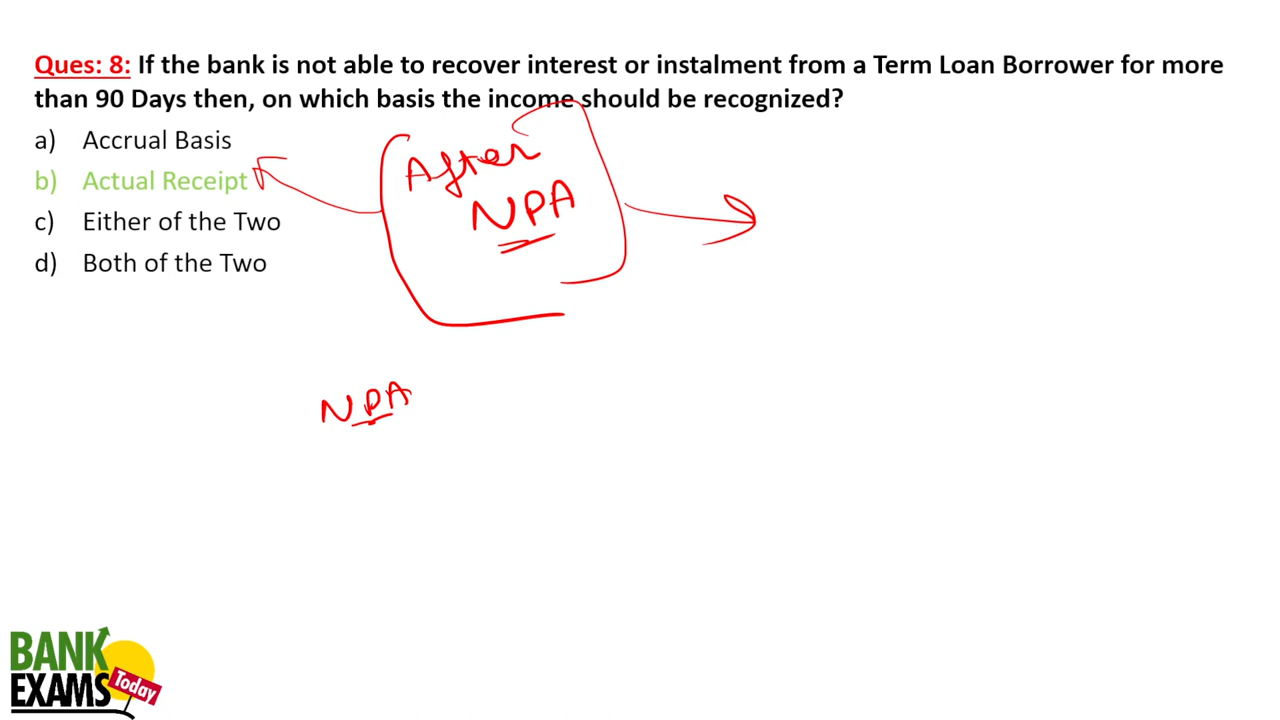 Ques: 8: If the bank is not able to recover interest or instalment from a Term Loan Borrower for more
than 90 Days then, on which basis the income should be recognized?
a) Accrual Basis
b) Actual Receipt
c) Either of the Two
d) Both of the Two
After
NPA
NPA
BANK
EXAMS
Today